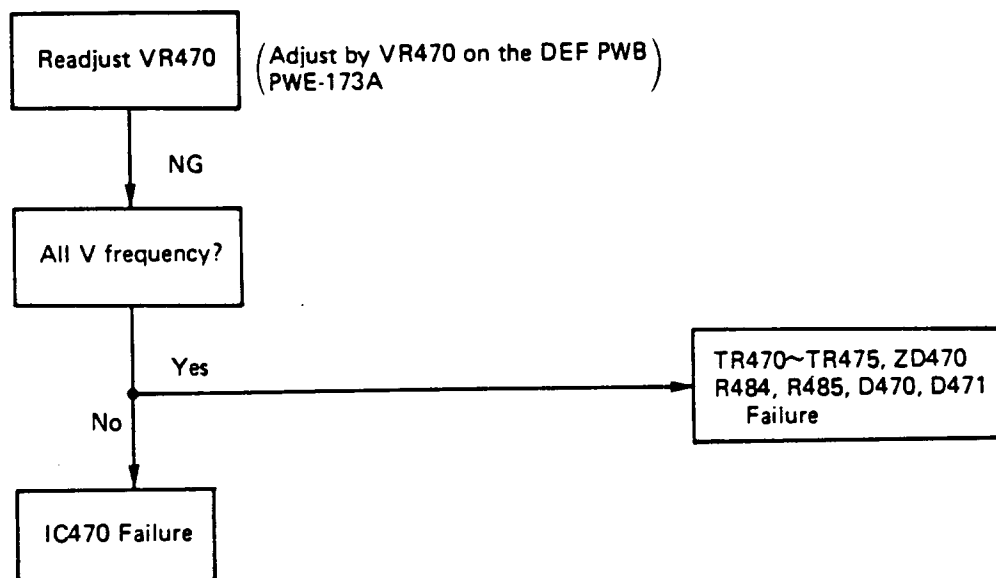 Readjust VR470
(Adjust by VR470 on the DEF PWB
PWE-173A)
NG
All V frequency?
Yes
TR470~TR475, ZD470
R484, R485, D470, D471
Failure
No
IC470 Failure